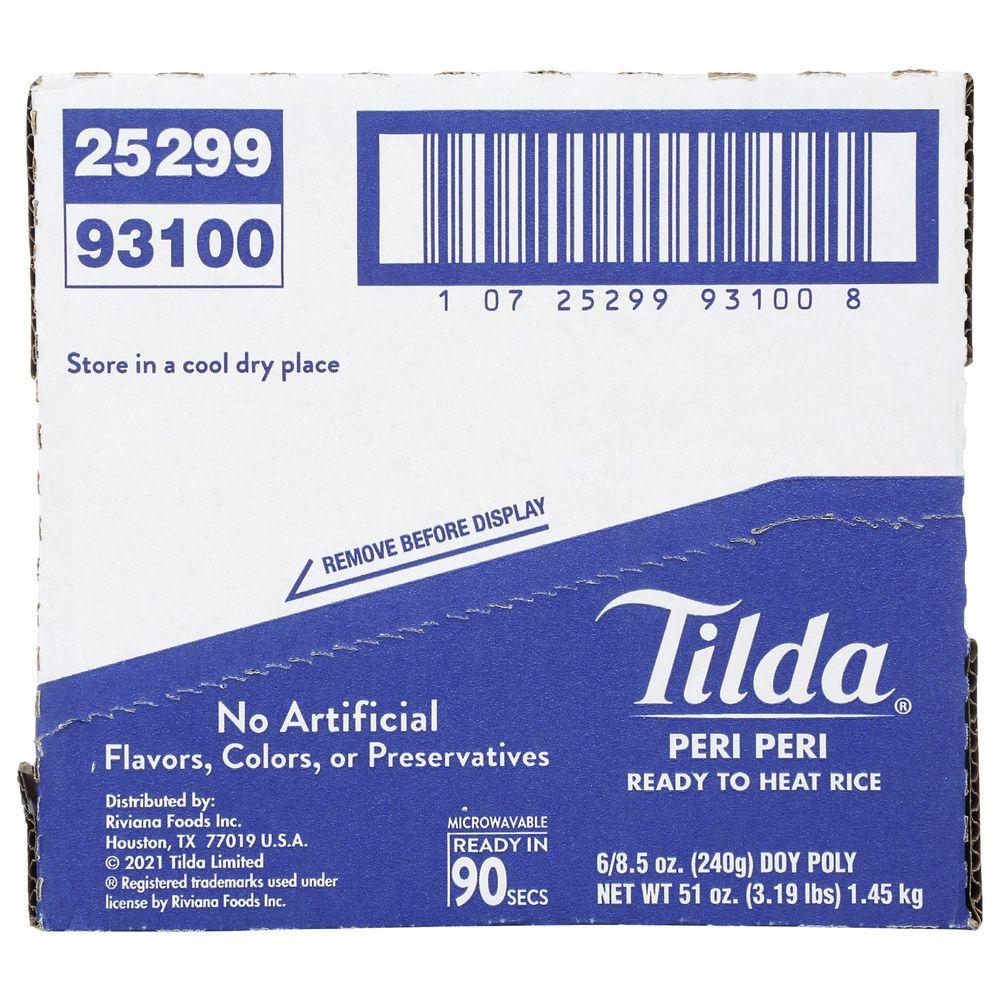 25299
93100
1 07 25299 93100 8
Store in a cool dry place
REMOVE BEFORE DISPLAY
Tilda®
PERI PERI
READY TO HEAT RICE
No Artificial
Flavors, Colors, or Preservatives
Distributed by:
Riviana Foods Inc.
Houston, TX 77019 U.S.A.
© 2021 Tilda Limited
® Registered trademarks used under
license by Riviana Foods Inc.
MICROWAVABLE
READY IN
90 SECS
6/8.5 oz. (240g) DOY POLY
NET WT 51 oz. (3.19 lbs) 1.45 kg